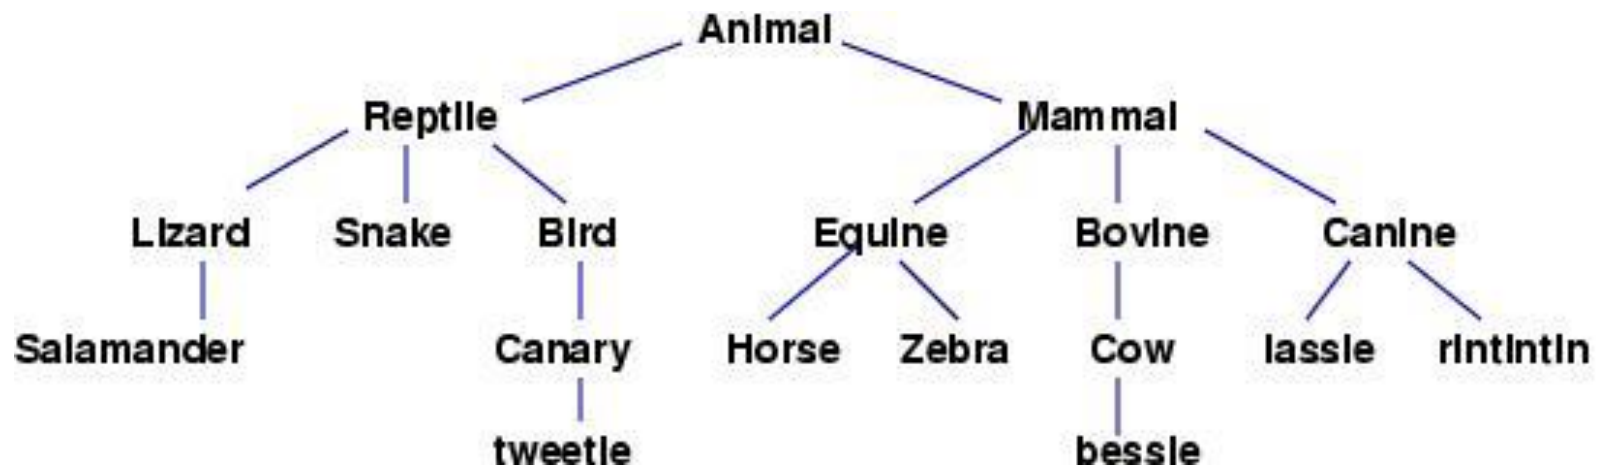 Animal
Reptile Mammal
Lizard Snake Bird Equine Bovine Canine
Salamander Canary Horse Zebra Cow lassie rintintin
tweetie bessie